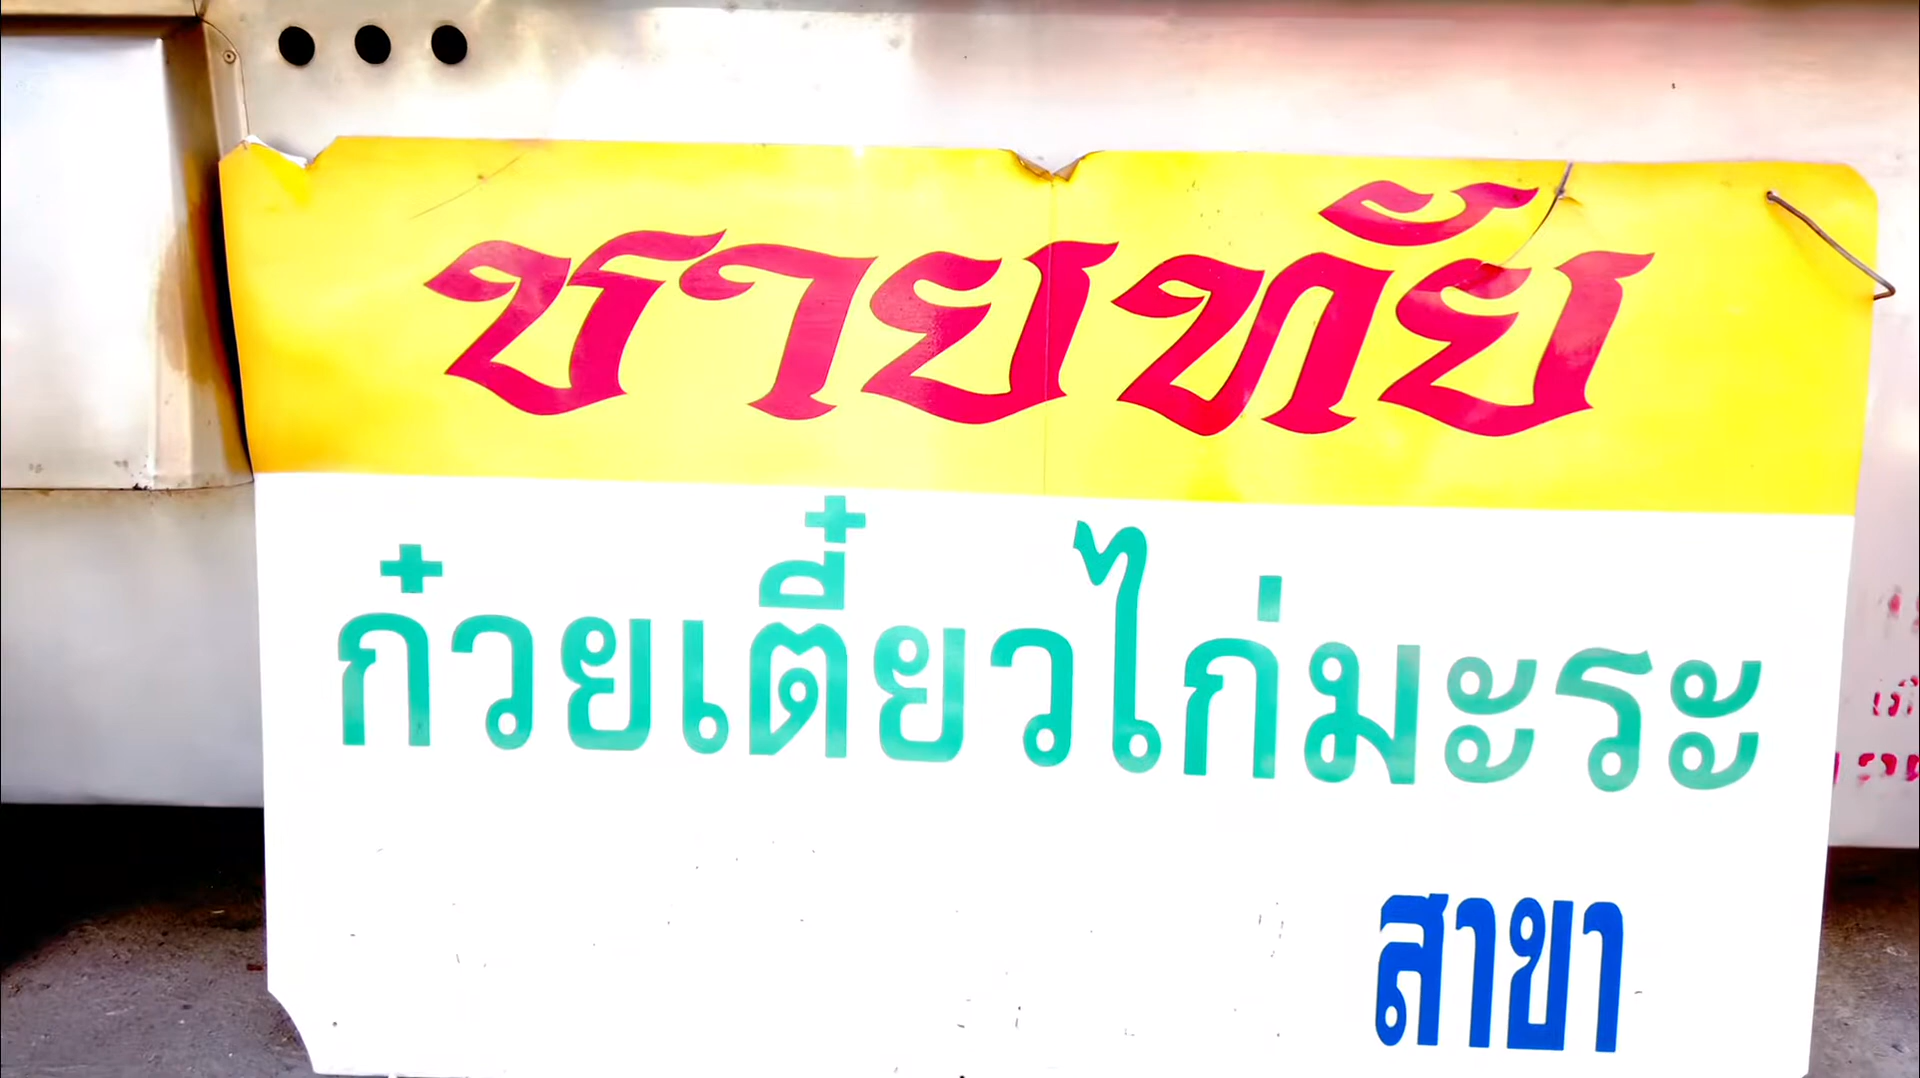 ชายทัย
ก๋วยเตี๋ยวไก่มะระ
สาขา